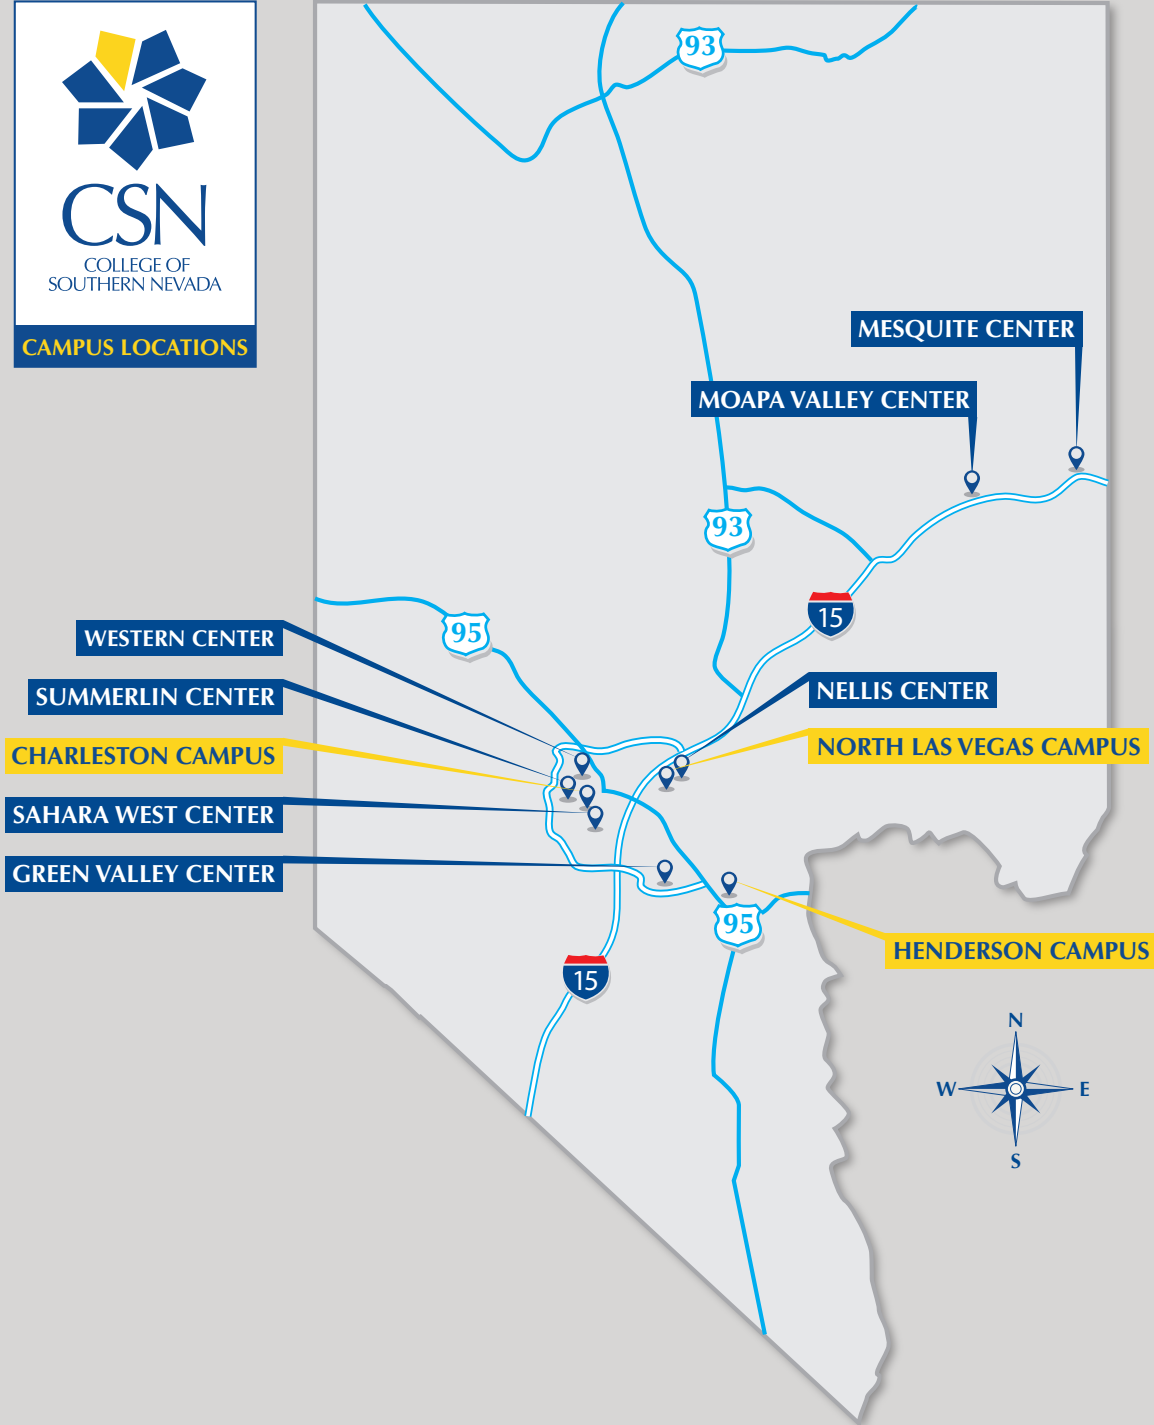 CSN
COLLEGE OF
SOUTHERN NEVADA
CAMPUS LOCATIONS
93
MESQUITE CENTER
MOAPA VALLEY CENTER
93
15
95
WESTERN CENTER
SUMMERLIN CENTER
CHARLESTON CAMPUS
SAHARA WEST CENTER
GREEN VALLEY CENTER
NELLIS CENTER
NORTH LAS VEGAS CAMPUS
95
HENDERSON CAMPUS
15
N
W E
S